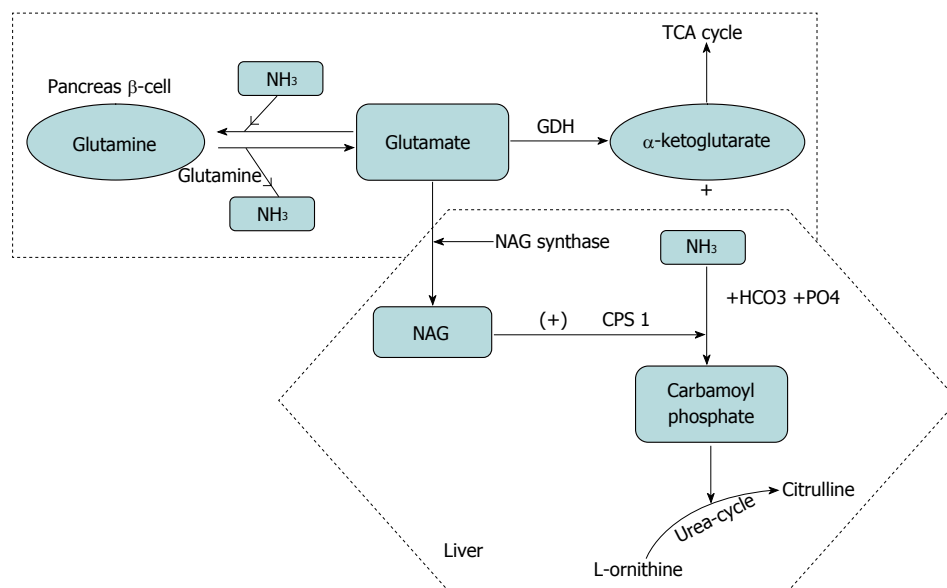 TCA cycle
Pancreas β-cell
NH3
Glutamine
Glutamate
GDH
α-ketoglutarate
+
Glutamine
NH3
NAG synthase
NH3
+HCO3 +PO4
NAG
(+) CPS 1
Carbamoyl
phosphate
Citrulline
Urea-cycle
Liver
L-ornithine